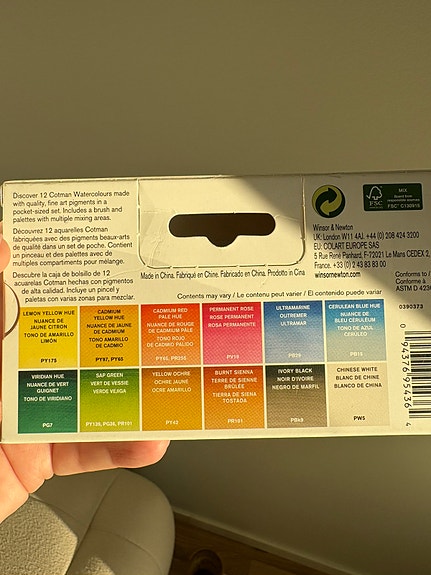 Discover 12 Cotman Watercolours made
with quality, fine art pigments in a
pocket-sized set. Includes a brush and
palettes with multiple mixing areas.
Découvrez 12 aquarelles Cotman
fabriquées avec des pigments beaux-arts
de qualité dans un set de poche. Contient
un pinceau et des palettes avec de
multiples compartiments pour mélange.
Descubre la caja de bolsillo de 12
acuarelas Cotman hechas con pigmentos
de alta calidad. Incluye un pincel y
paletas con varias zonas para mezclar.
Made in China. Fabriqué en Chine. Fabricado en China. Prodotto in Cina
Contents may vary / Le contenu peut varier / El contenido puede variar
FSC
MIX
FSC® C130915
Winsor & Newton
UK: London W11 4AJ. +44 (0) 208 424 3200
EU: COLART EUROPE SAS
5 Rue René Panhard, F-72021 Le Mans CEDEX 2,
France. +33 (0) 2 43 83 83 00
winsornewton.com
Conforms to /
Conforme à
ASTM D 423
0390373
LEMON YELLOW HUE
NUANCE DE
JAUNE CITRON
TONO DE AMARILLO
LIMÓN
PY175
CADMIUM
YELLOW HUE
NUANCE DE JAUNE
DE CADMIUM
TONO DE AMARILLO
DE CADMIO
PY97, PY65
CADMIUM RED
PALE HUE
NUANCE DE ROUGE
DE CADMIUM PÂLE
TONO ROJO
DE CADMIO PÁLIDO
PERMANENT ROSE
ROSE PERMANENT
ROSA PERMANENTE
PV19
ULTRAMARINE
OUTREMER
ULTRAMAR
PB29
CERULEAN BLUE HUE
NUANCE DE
BLEU CÉRULÉUM
TONO DE AZUL
CERÚLEO
PB15
VIRIDIAN HUE
NUANCE DE VERT
GUIGNET
TONO DE VIRIDIANO
PG7
SAP GREEN
VERT DE VESSIE
VERDE VEJIGA
PY139, PG36, PR101
YELLOW OCHRE
OCHRE JAUNE
OCRE AMARILLO
PY42
BURNT SIENNA
TERRE DE SIENNE
BRÛLÉE
TIERRA DE SIENA
TOSTADA
PR101
IVORY BLACK
NOIR D'IVOIRE
NEGRO DE MARFIL
PBk9
CHINESE WHITE
BLANC DE CHINE
BLANCO DE CHINA
PW5
0 94376 95436 4